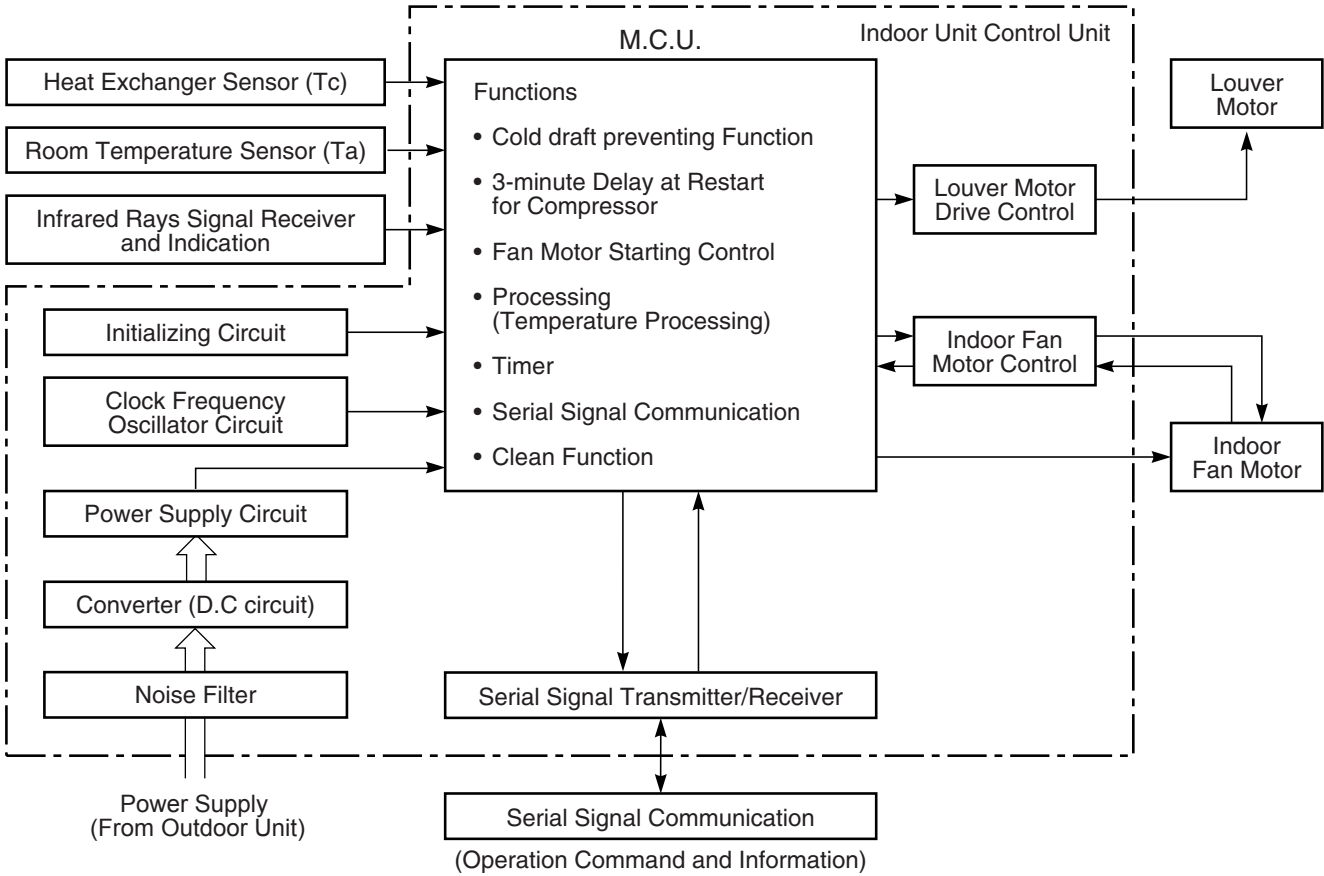 M.C.U.
Indoor Unit Control Unit
Heat Exchanger Sensor (Tc)
Room Temperature Sensor (Ta)
Infrared Rays Signal Receiver
and Indication
Initializing Circuit
Clock Frequency
Oscillator Circuit
Power Supply Circuit
Converter (D.C circuit)
Noise Filter
Power Supply
(From Outdoor Unit)
Functions
• Cold draft preventing Function
• 3-minute Delay at Restart
for Compressor
• Fan Motor Starting Control
• Processing
(Temperature Processing)
• Timer
• Serial Signal Communication
• Clean Function
Serial Signal Transmitter/Receiver
Serial Signal Communication
(Operation Command and Information)
Louver Motor
Drive Control
Indoor Fan
Motor Control
Louver
Motor
Indoor
Fan Motor